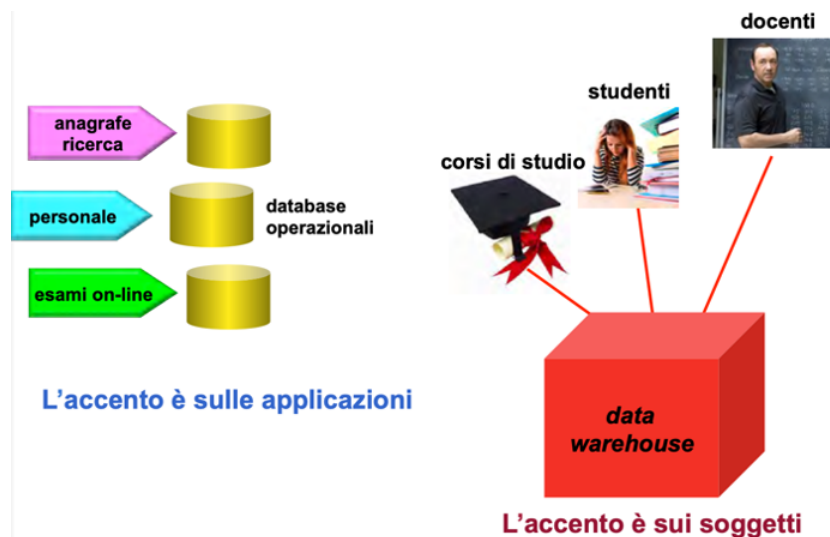 anagrafe
ricerca
personale
database
operazionali
esami on-line
L'accento è sulle applicazioni
docenti
studenti
corsi di studio
data
warehouse
L'accento è sui soggetti